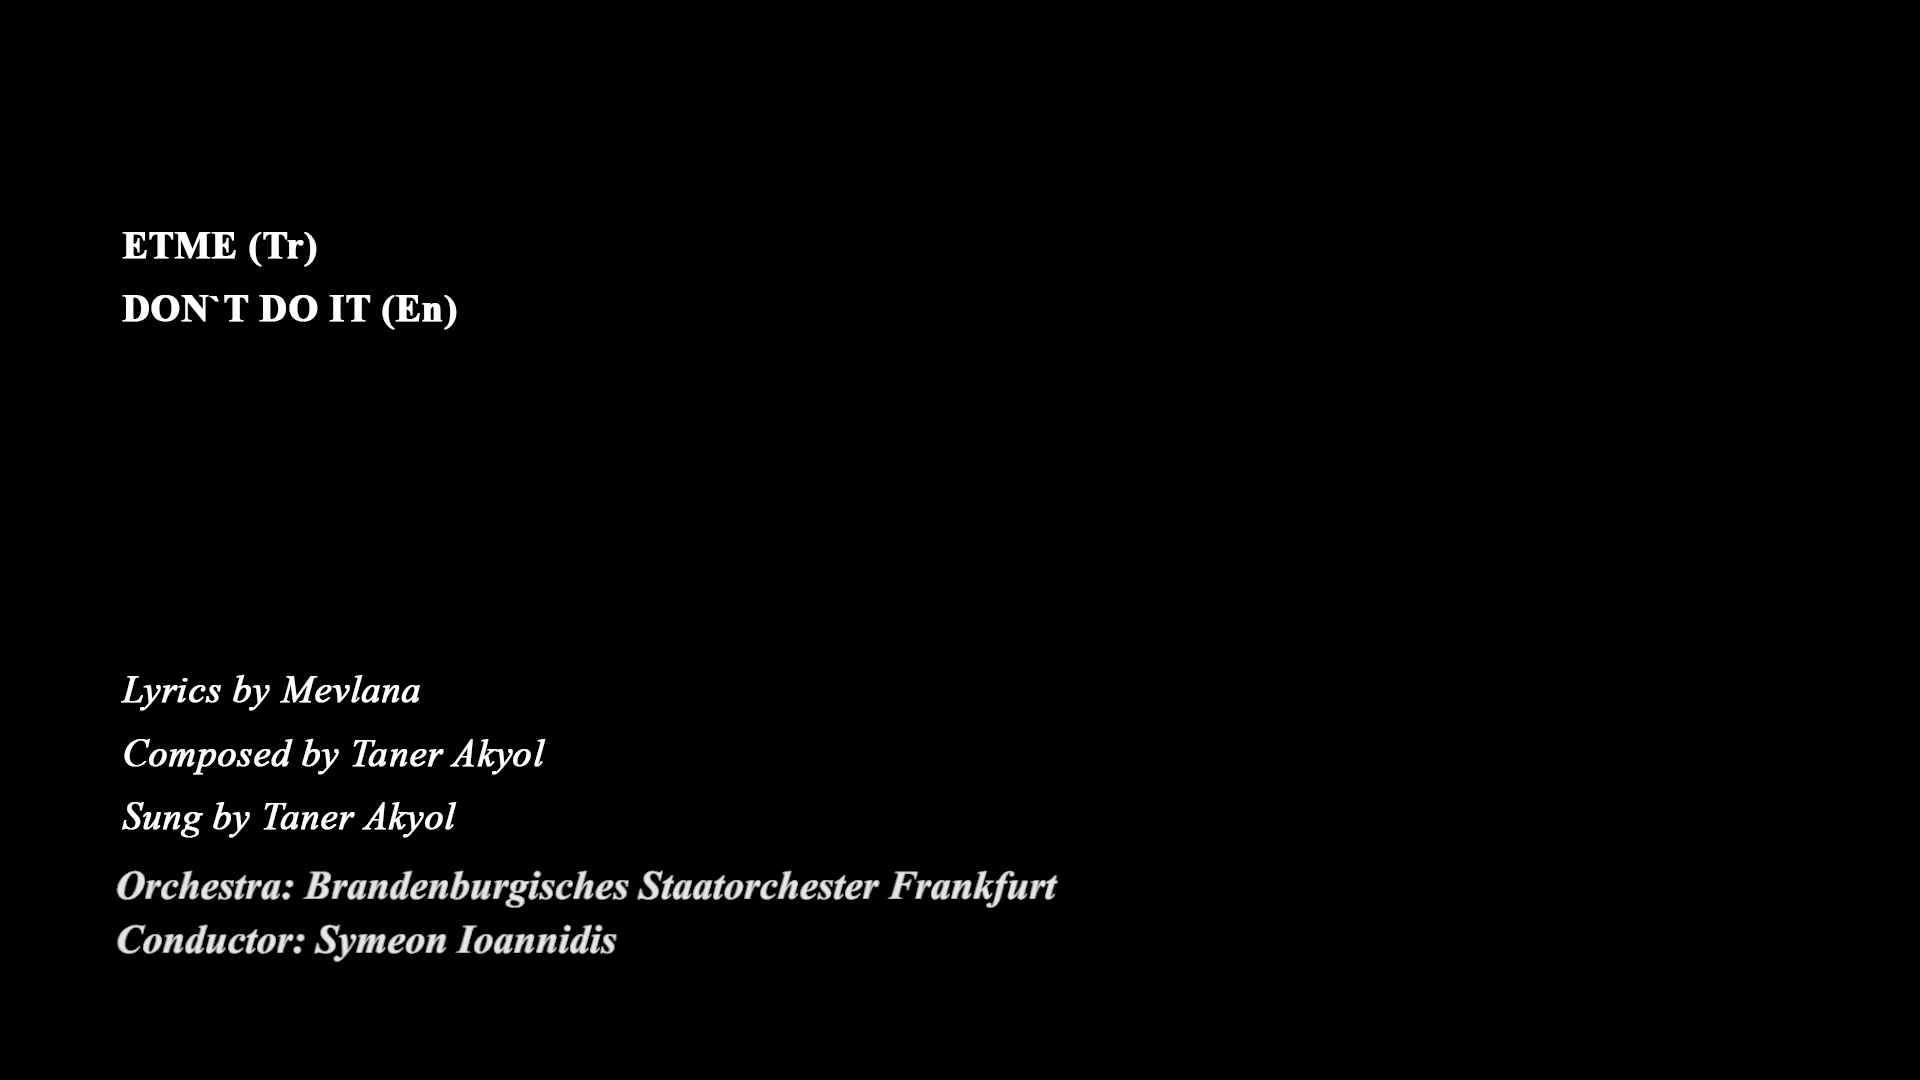 ETME (Tr)
DON`T DO IT (En)
Lyrics by Mevlana
Composed by Taner Akyol
Sung by Taner Akyol
Orchestra: Brandenburgisches Staatorchester Frankfurt
Conductor: Symeon Ioannidis